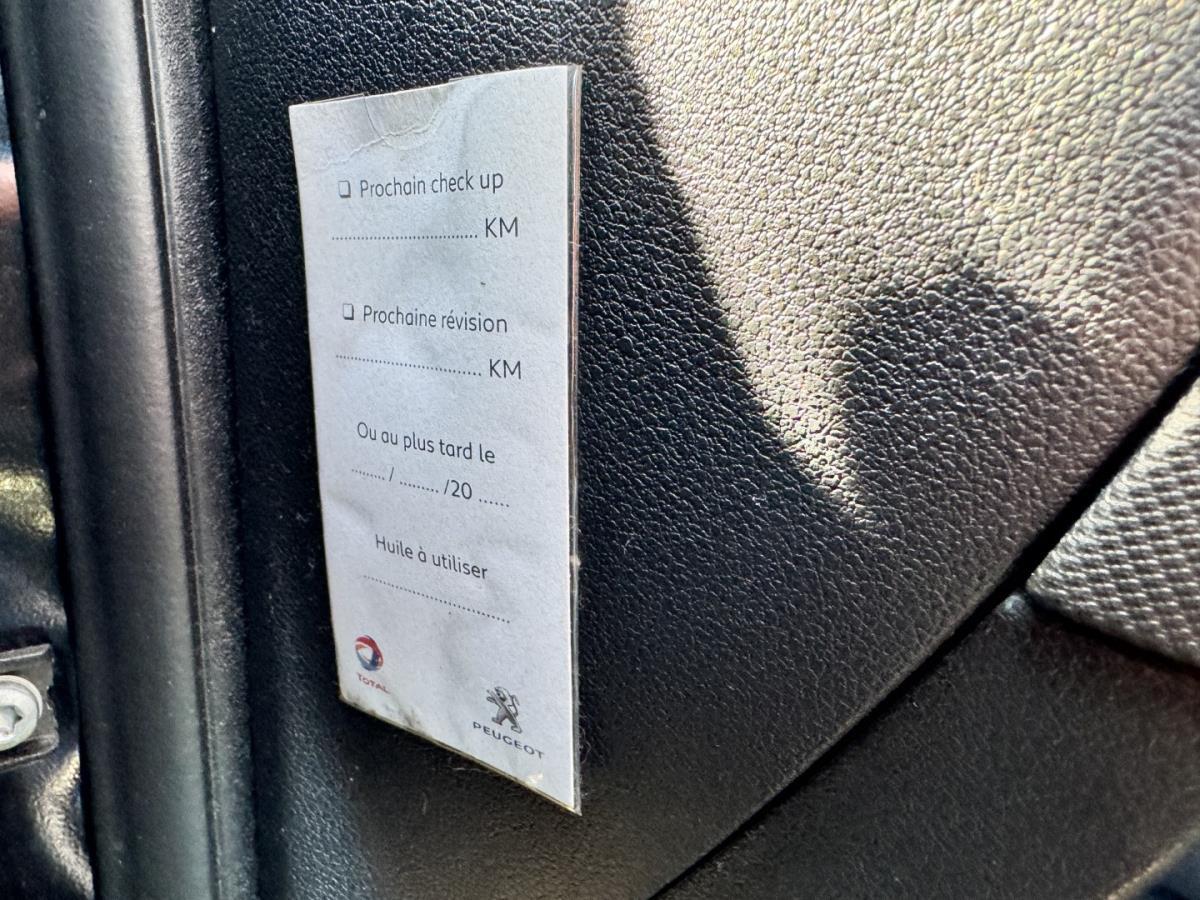 ❏ Prochain check up
.................................... KM
❏ Prochaine révision
.................................... KM
Ou au plus tard le
......... / ......... /20 ......
Huile à utiliser
....................................
TOTAL
PEUGEOT